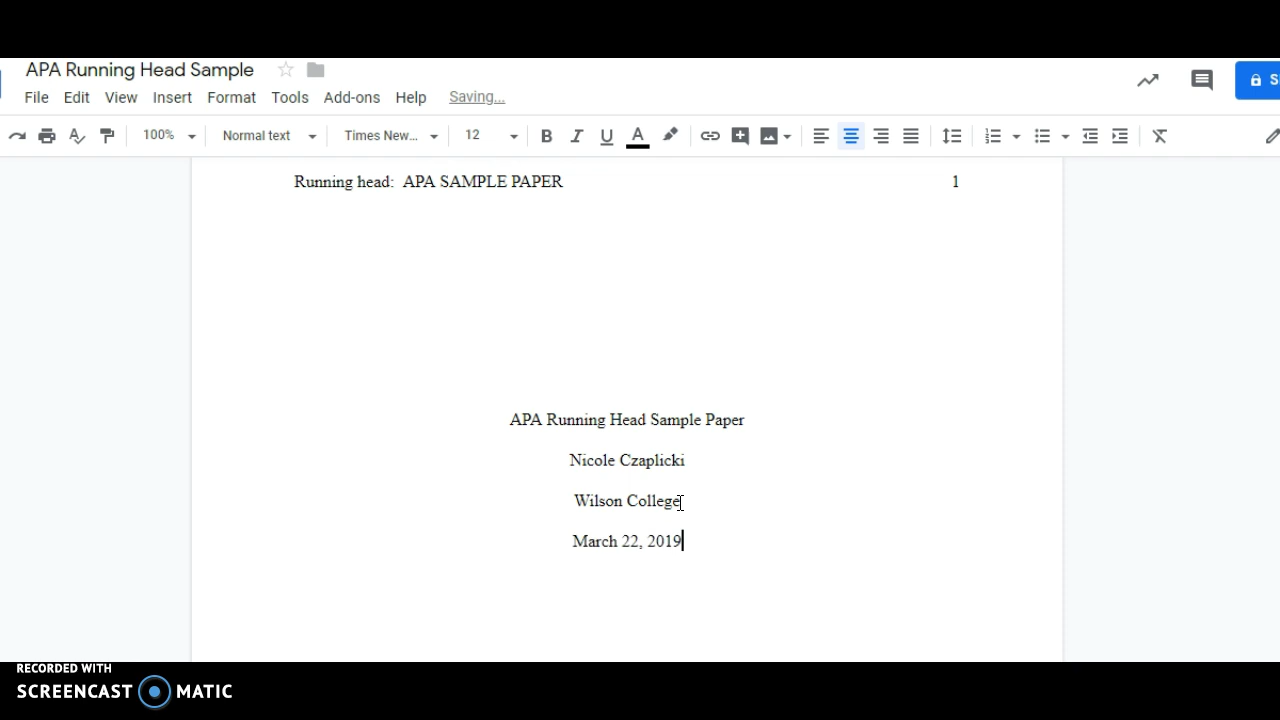 APA Running Head Sample
File Edit View Insert Format Tools Add-ons Help Saving...
100% Normal text Times New... 12 B I U A
Running head:  APA SAMPLE PAPER 1
APA Running Head Sample Paper
Nicole Czaplicki
Wilson College
March 22, 2019
RECORDED WITH
SCREENCAST MATIC